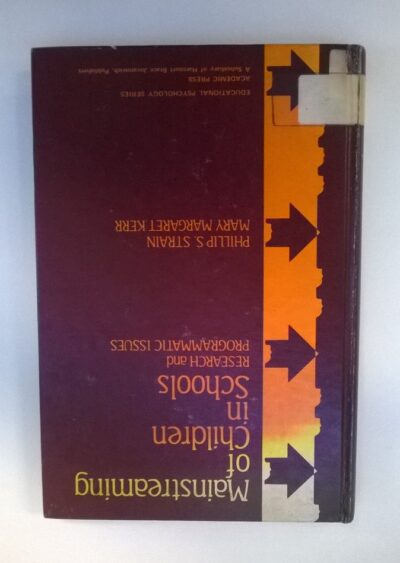 Mainstreaming
of
Children
in
Schools
RESEARCH and
PROGRAMMATIC ISSUES
PHILLIP S. STRAIN
MARY MARGARET KERR
EDUCATIONAL PSYCHOLOGY SERIES
ACADEMIC PRESS
A Subsidiary of Harcourt Brace Jovanovich, Publishers